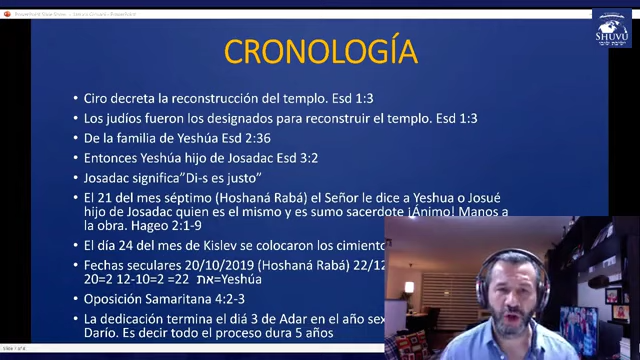 PowerPoint Slide Show
SHUVU
CRONOLOGÍA
• Ciro decreta la reconstrucción del templo. Esd 1:3
• Los judíos fueron los designados para reconstruir el templo. Esd 1:3
• De la familia de Yeshúa Esd 2:36
• Entonces Yeshúa hijo de Josadac Esd 3:2
• Josadac significa"Di-s es justo"
• El 21 del mes séptimo (Hoshaná Rabá) el Señor le dice a Yeshua o Josué
hijo de Josadac quien es el mismo y es sumo sacerdote ¡Ánimo! Manos a
la obra. Hageo 2:1-9
• El día 24 del mes de Kislev se colocaron los cimiento
• Fechas seculares 20/10/2019 (Hoshaná Rabá) 22/12
20=2 12-10=2 =22 את=Yeshúa
• Oposición Samaritana 4:2-3
• La dedicación termina el diá 3 de Adar en el año sex
Darío. Es decir todo el proceso dura 5 años